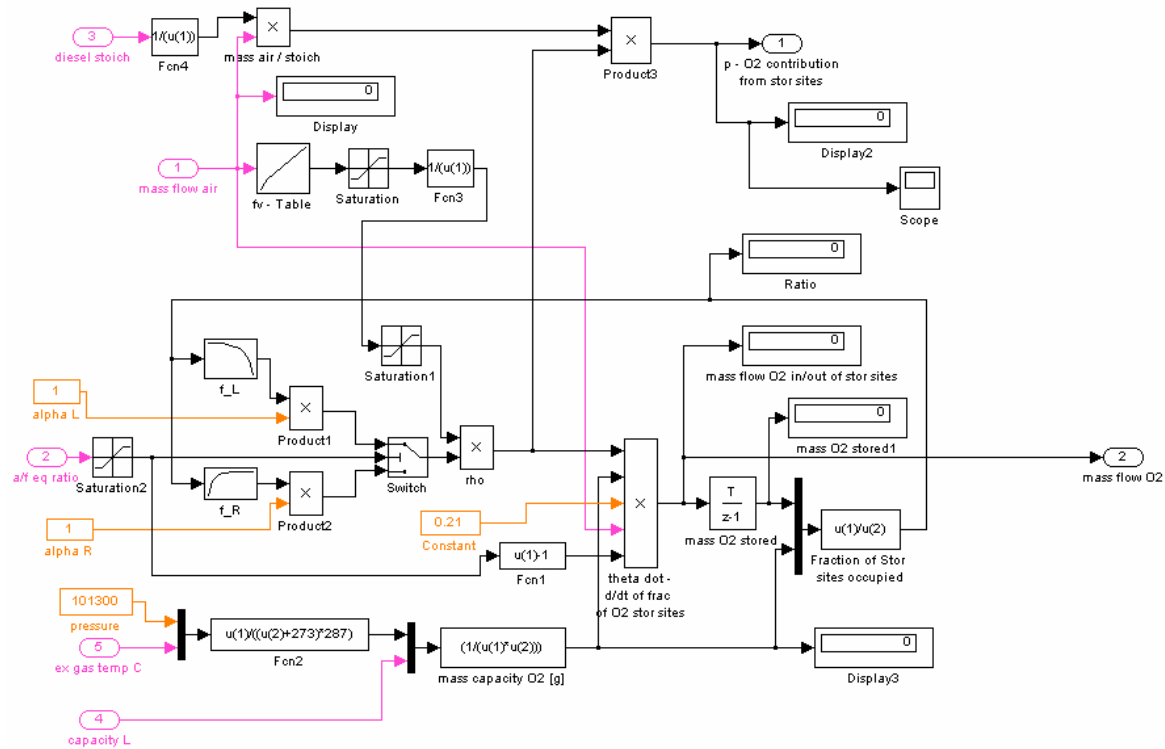 3
diesel stoich
1/(u(1))
Fcn4
×
mass air / stoich
×
Product3
1
p - O2 contribution
from stor sites
0
Display
0
Display2
1
mass flow air
fv - Table
Saturation
1/(u(1))
Fcn3
Scope
0
Ratio
f_L
Saturation1
0
mass flow O2 in/out of stor sites
1
alpha L
×
Product1
0
mass O2 stored1
2
a/f eq ratio
Saturation2
Switch
×
rho
2
mass flow O2
f_R
×
Product2
1
alpha R
0.21
Constant
×
theta dot -
d/dt of frac
of O2 stor sites
T
z-1
mass O2 stored
u(1)/u(2)
Fraction of Stor
sites occupied
u(1)-1
Fcn1
101300
pressure
5
ex gas temp C
u(1)/((u(2)+273)*287)
Fcn2
(1/(u(1)*u(2)))
mass capacity O2 [g]
0
Display3
4
capacity L